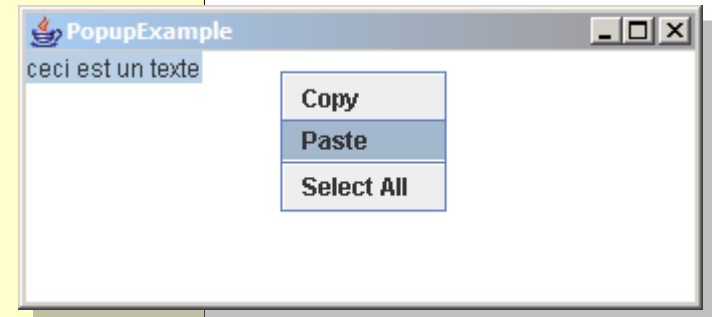 PopupExample
ceci est un texte
Copy
Paste
Select All